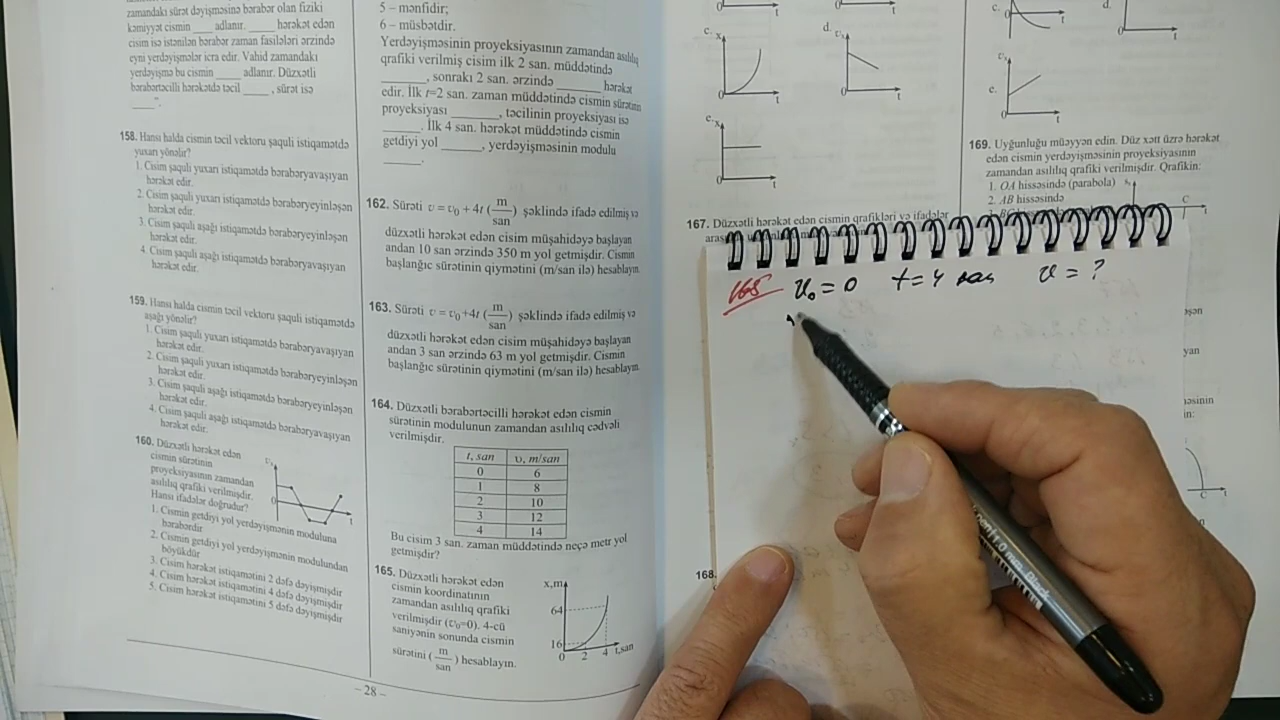 zamandakı sürət dəyişməsinə bərabər olan fiziki
kəmiyyət cismin ____ adlanır. ____ hərəkət edən
cisim isə istənilən bərabər zaman fasilələri ərzində
eyni yerdəyişmələr icra edir. Vahid zamandakı
yerdəyişmə bu cismin ____ adlanır. Düzxətli
bərabərtəcilli hərəkətdə təcil ____, sürət isə
____”.
158. Hansı halda cismin təcil vektoru şaquli istiqamətdə
yuxarı yönəlir?
1. Cisim şaquli yuxarı istiqamətdə bərabəryavaşıyan
hərəkət edir.
2. Cisim şaquli yuxarı istiqamətdə bərabəryeyinləşən
hərəkət edir.
3. Cisim şaquli aşağı istiqamətdə bərabəryeyinləşən
hərəkət edir.
4. Cisim şaquli aşağı istiqamətdə bərabəryavaşıyan
hərəkət edir.
159. Hansı halda cismin təcil vektoru şaquli istiqamətdə
aşağı yönəlir?
1. Cisim şaquli yuxarı istiqamətdə bərabəryavaşıyan
hərəkət edir.
2. Cisim şaquli yuxarı istiqamətdə bərabəryeyinləşən
hərəkət edir.
3. Cisim şaquli aşağı istiqamətdə bərabəryeyinləşən
hərəkət edir.
4. Cisim şaquli aşağı istiqamətdə bərabəryavaşıyan
hərəkət edir.
160. Düzxətli hərəkət edən
cismin sürətinin
proyeksiyasının zamandan
asılılıq qrafiki verilmişdir.
Hansı ifadələr doğrudur?
υx
0
t
1. Cismin getdiyi yol yerdəyişmənin moduluna
bərabərdir
2. Cismin getdiyi yol yerdəyişmənin modulundan
böyükdür
3. Cisim hərəkət istiqamətini 2 dəfə dəyişmişdir
4. Cisim hərəkət istiqamətini 4 dəfə dəyişmişdir
5. Cisim hərəkət istiqamətini 5 dəfə dəyişmişdir
– 28 –
5 – mənfidir;
6 – müsbətdir.
Yerdəyişməsinin proyeksiyasının zamandan asılılıq
qrafiki verilmiş cisim ilk 2 san. müddətində
____, sonrakı 2 san. ərzində ____ hərəkət
edir. İlk t=2 san. zaman müddətində cismin sürətinin
proyeksiyası ____, təcilinin proyeksiyası isə
____. İlk 4 san. hərəkət müddətində cismin
getdiyi yol ____, yerdəyişməsinin modulu
____.
162. Sürəti υ = υ0 + 4t (m/san) şəklində ifadə edilmiş və
düzxətli hərəkət edən cisim müşahidəyə başlayan
andan 10 san ərzində 350 m yol getmişdir. Cismin
başlanğıc sürətinin qiymətini (m/san ilə) hesablayın.
163. Sürəti υ = υ0+4t (m/san) şəklində ifadə edilmiş və
düzxətli hərəkət edən cisim müşahidəyə başlayan
andan 3 san ərzində 63 m yol getmişdir. Cismin
başlanğıc sürətinin qiymətini (m/san ilə) hesablayın.
164. Düzxətli bərabərtəcilli hərəkət edən cismin
sürətinin modulunun zamandan asılılıq cədvəli
verilmişdir.
t, san υ, m/san
0 6
1 8
2 10
3 12
4 14
Bu cisim 3 san. zaman müddətində neçə metr yol
getmişdir?
165. Düzxətli hərəkət edən
cismin koordinatının
zamandan asılılıq qrafiki
verilmişdir (υ0=0). 4-cü
saniyənin sonunda cismin
sürətini (m/san) hesablayın.
x,m
64
16
0 2 4 t,san
0 t
0 t
c. x
0 t
d. υx
0 t
e. x
0 t
c.
0 t
d.
0 t
υx
e.
0 t
167. Düzxətli hərəkət edən cismin qrafikləri və ifadələr
168.
169. Uyğunluğu müəyyən edin. Düz xətt üzrə hərəkət
edən cismin yerdəyişməsinin proyeksiyasının
zamandan asılılıq qrafiki verilmişdir. Qrafikin:
1. OA hissəsində (parabola)
2. AB hissəsində
C
165 υ0 = 0 t = 4 san υ = ?